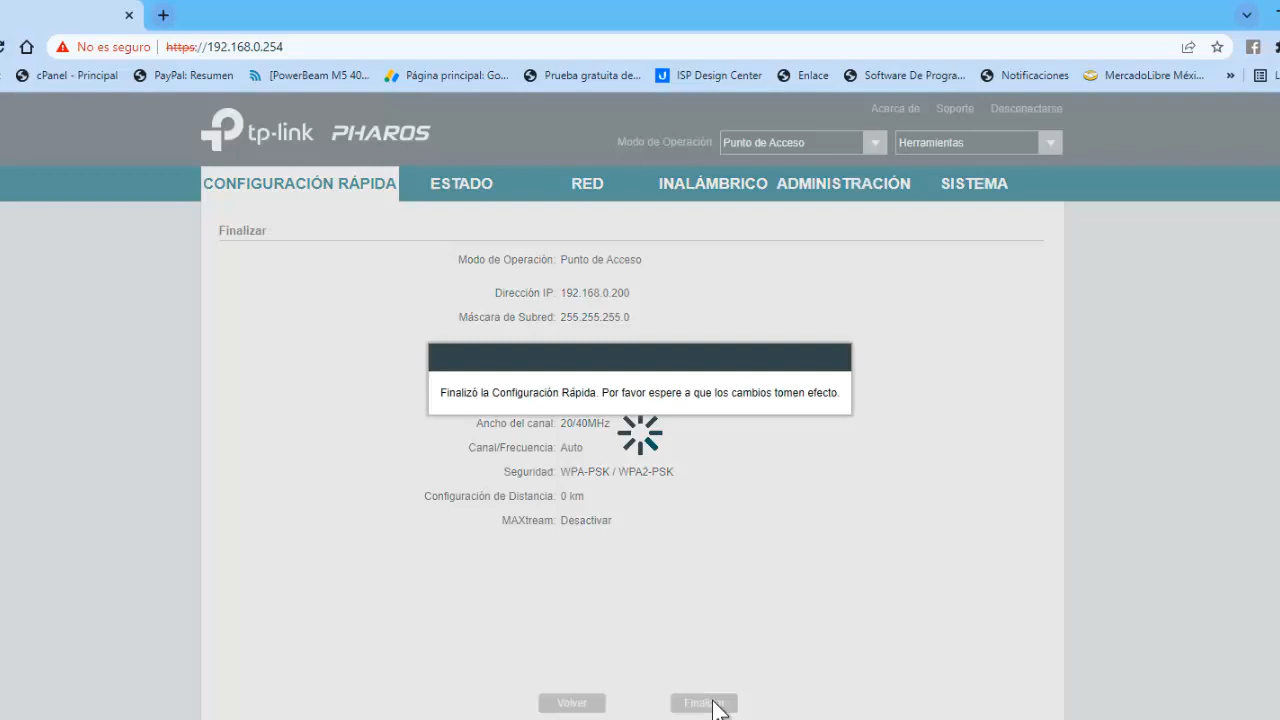 No es seguro
https://192.168.0.254
cPanel - Principal
PayPal: Resumen
[PowerBeam M5 40...
Página principal: Go...
Prueba gratuita de...
ISP Design Center
Enlace
Software De Progra...
Notificaciones
MercadoLibre Méxi...
»
Acerca de Soporte Desconectarse
tp-link PHAROS
Modo de Operación Punto de Acceso Herramientas
CONFIGURACIÓN RÁPIDA ESTADO RED INALÁMBRICO ADMINISTRACIÓN SISTEMA
Finalizar
Modo de Operación: Punto de Acceso
Dirección IP: 192.168.0.200
Máscara de Subred: 255.255.255.0
Finalizó la Configuración Rápida. Por favor espere a que los cambios tomen efecto.
Ancho del canal: 20/40MHz
Canal/Frecuencia: Auto
Seguridad: WPA-PSK / WPA2-PSK
Configuración de Distancia: 0 km
MAXtream: Desactivar
Volver Finalizar